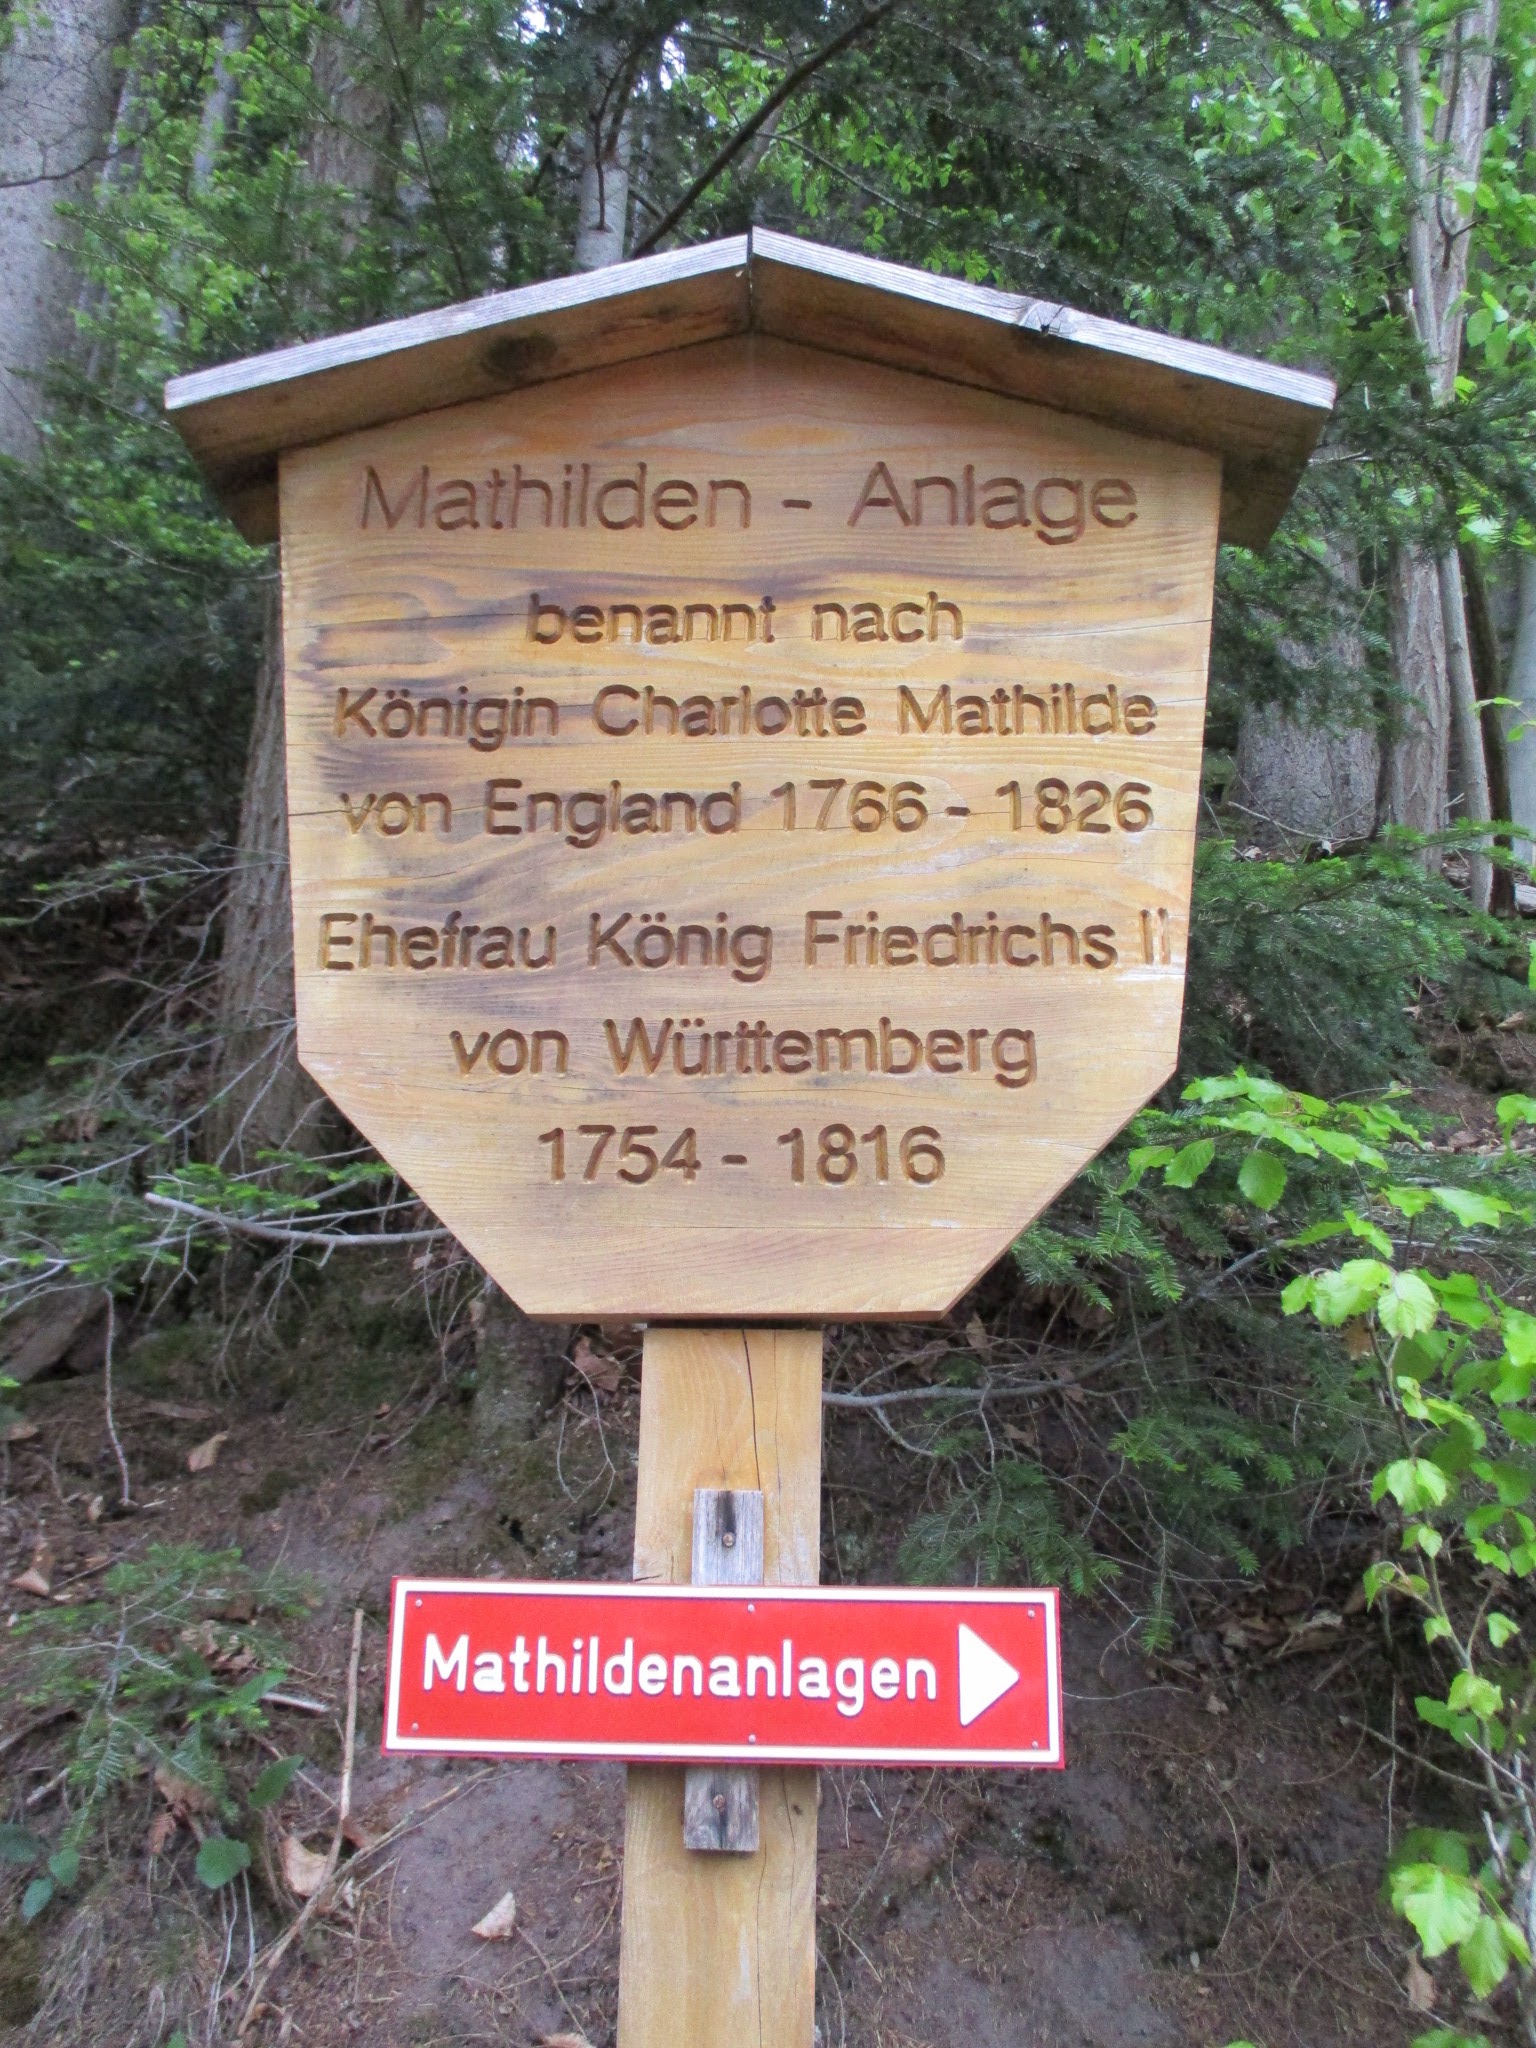 Mathilden - Anlage
benannt nach
Königin Charlotte Mathilde
von England 1766 - 1826
Ehefrau König Friedrichs II
von Württemberg
1754 - 1816
Mathildenanlagen